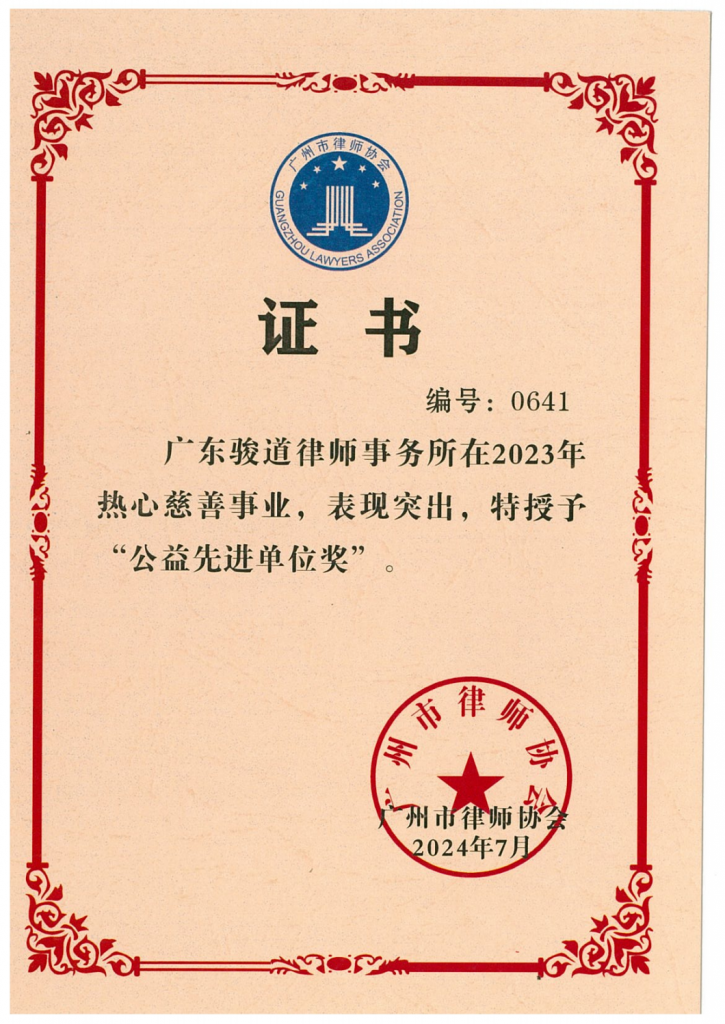 广州市律师协会
GUANGZHOU LAWYERS ASSOCIATION
证书
编号：0641
广东骏道律师事务所在2023年
热心慈善事业，表现突出，特授予
“公益先进单位奖”。
广州市律师协会
广州市律师协会
2024年7月